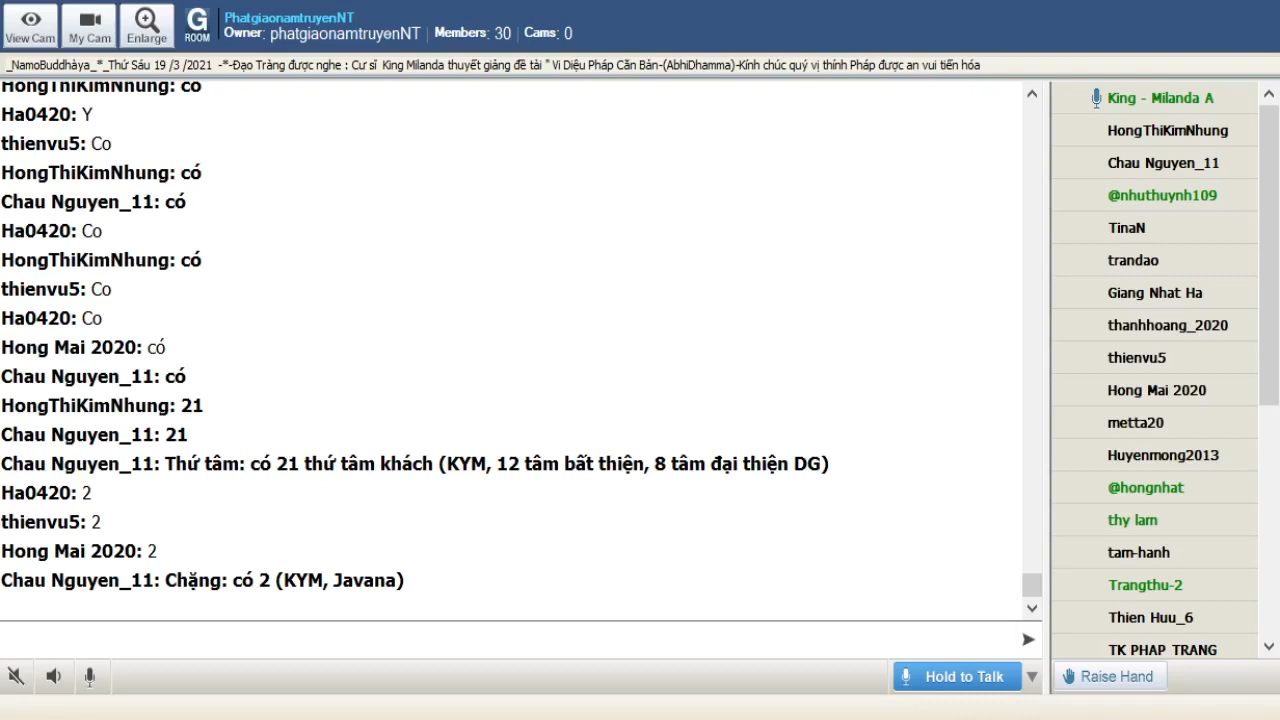 View Cam
My Cam
Enlarge
G
ROOM
PhatgiaonamtruyenNT
Owner: phatgiaonamtruyenNT | Members: 30 | Cams: 0
_NamoBuddhàya_*_Thứ Sáu 19 /3 /2021 -*-Đạo Tràng được nghe : Cư sĩ King Milanda thuyết giảng đề tài " Vi Diệu Pháp Căn Bản-(AbhiDhamma)-Kính chúc quý vị thính Pháp được an vui tiến hóa
HongThiKimNhung: có
Ha0420: Y
thienvu5: Co
HongThiKimNhung: có
Chau Nguyen_11: có
Ha0420: Co
HongThiKimNhung: có
thienvu5: Co
Ha0420: Co
Hong Mai 2020: có
Chau Nguyen_11: có
HongThiKimNhung: 21
Chau Nguyen_11: 21
Chau Nguyen_11: Thứ tâm: có 21 thứ tâm khách (KYM, 12 tâm bất thiện, 8 tâm đại thiện DG)
Ha0420: 2
thienvu5: 2
Hong Mai 2020: 2
Chau Nguyen_11: Chặng: có 2 (KYM, Javana)
King - Milanda A
HongThiKimNhung
Chau Nguyen_11
@nhuthuynh109
TinaN
trandao
Giang Nhat Ha
thanhhoang_2020
thienvu5
Hong Mai 2020
metta20
Huyenmong2013
@hongnhat
thy lam
tam-hanh
Trangthu-2
Thien Huu_6
TK PHAP TRANG
Hold to Talk
Raise Hand